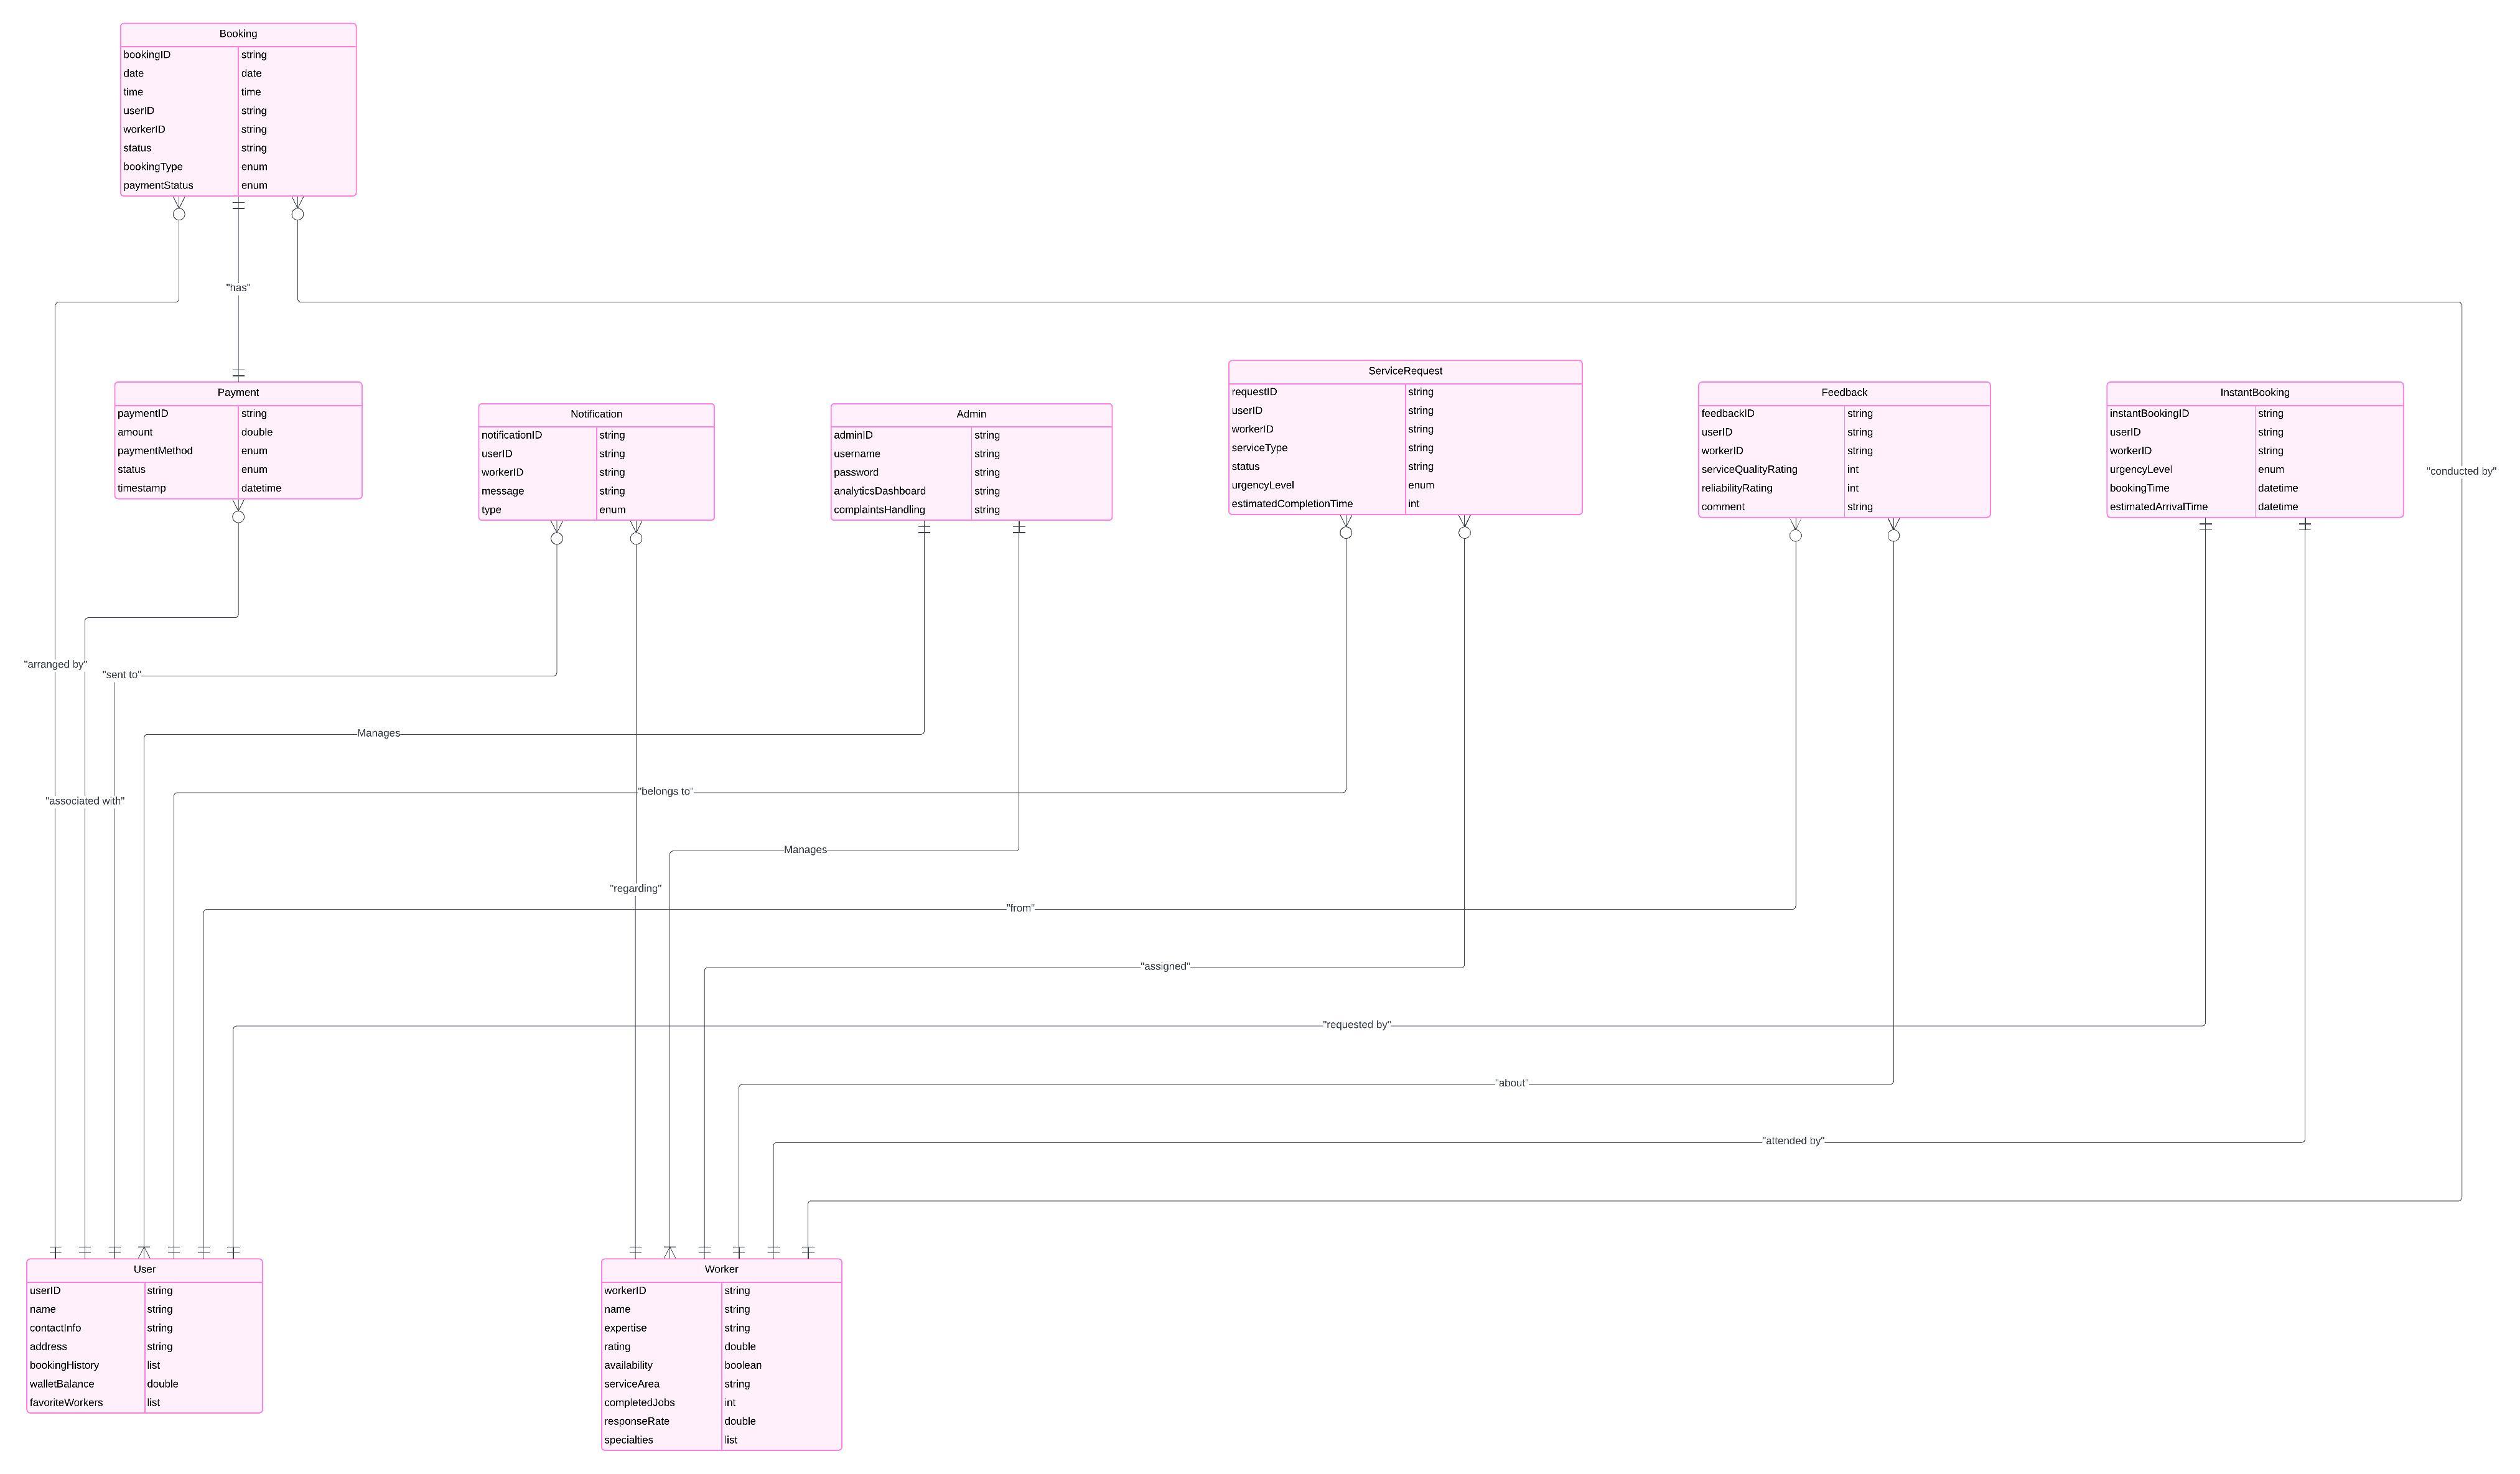 Booking
bookingID string
date date
time time
userID string
workerID string
status string
bookingType enum
paymentStatus enum
"has"
"conducted by"
Payment
paymentID string
amount double
paymentMethod enum
status enum
timestamp datetime
Notification
notificationID string
userID string
workerID string
message string
type enum
Admin
adminID string
username string
password string
analyticsDashboard string
complaintsHandling string
ServiceRequest
requestID string
userID string
workerID string
serviceType string
status string
urgencyLevel enum
estimatedCompletionTime int
Feedback
feedbackID string
userID string
workerID string
serviceQualityRating int
reliabilityRating int
comment string
InstantBooking
instantBookingID string
userID string
workerID string
urgencyLevel enum
bookingTime datetime
estimatedArrivalTime datetime
"arranged by"
"sent to"
Manages
"belongs to"
"associated with"
Manages
"regarding"
"from"
"assigned"
"requested by"
"about"
"attended by"
User
userID string
name string
contactInfo string
address string
bookingHistory list
walletBalance double
favoriteWorkers list
Worker
workerID string
name string
expertise string
rating double
availability boolean
serviceArea string
completedJobs int
responseRate double
specialties list